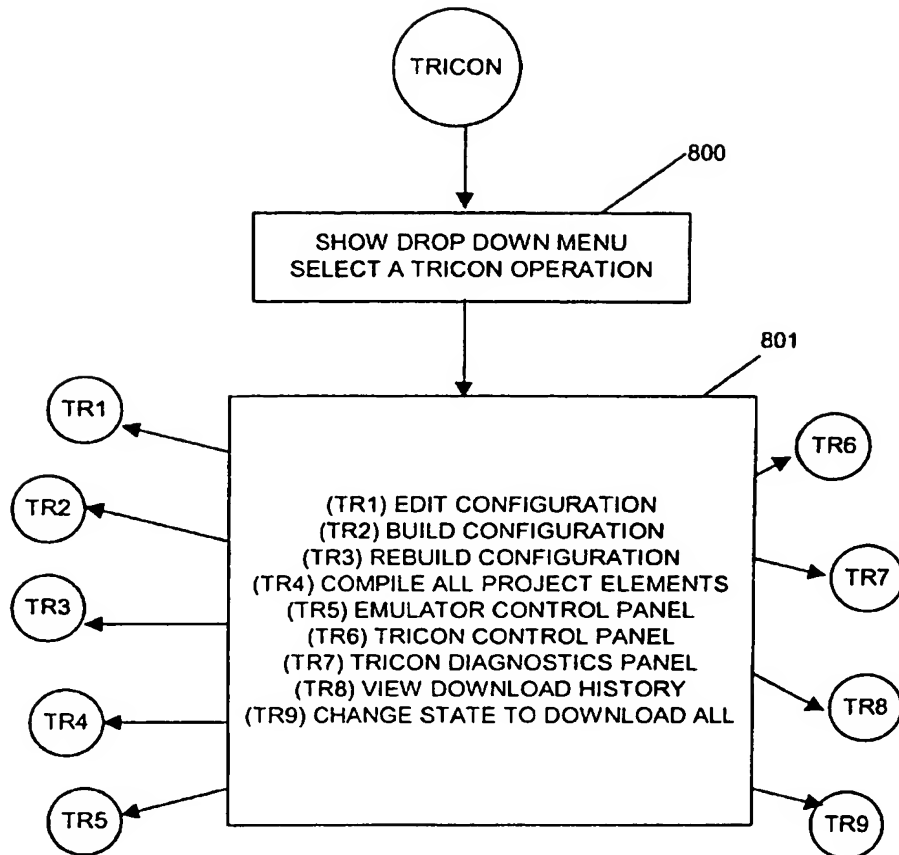 TRICON
800
SHOW DROP DOWN MENU
SELECT A TRICON OPERATION
801
TR1
TR2
TR3
TR4
TR5
(TR1) EDIT CONFIGURATION
(TR2) BUILD CONFIGURATION
(TR3) REBUILD CONFIGURATION
(TR4) COMPILE ALL PROJECT ELEMENTS
(TR5) EMULATOR CONTROL PANEL
(TR6) TRICON CONTROL PANEL
(TR7) TRICON DIAGNOSTICS PANEL
(TR8) VIEW DOWNLOAD HISTORY
(TR9) CHANGE STATE TO DOWNLOAD ALL
TR6
TR7
TR8
TR9